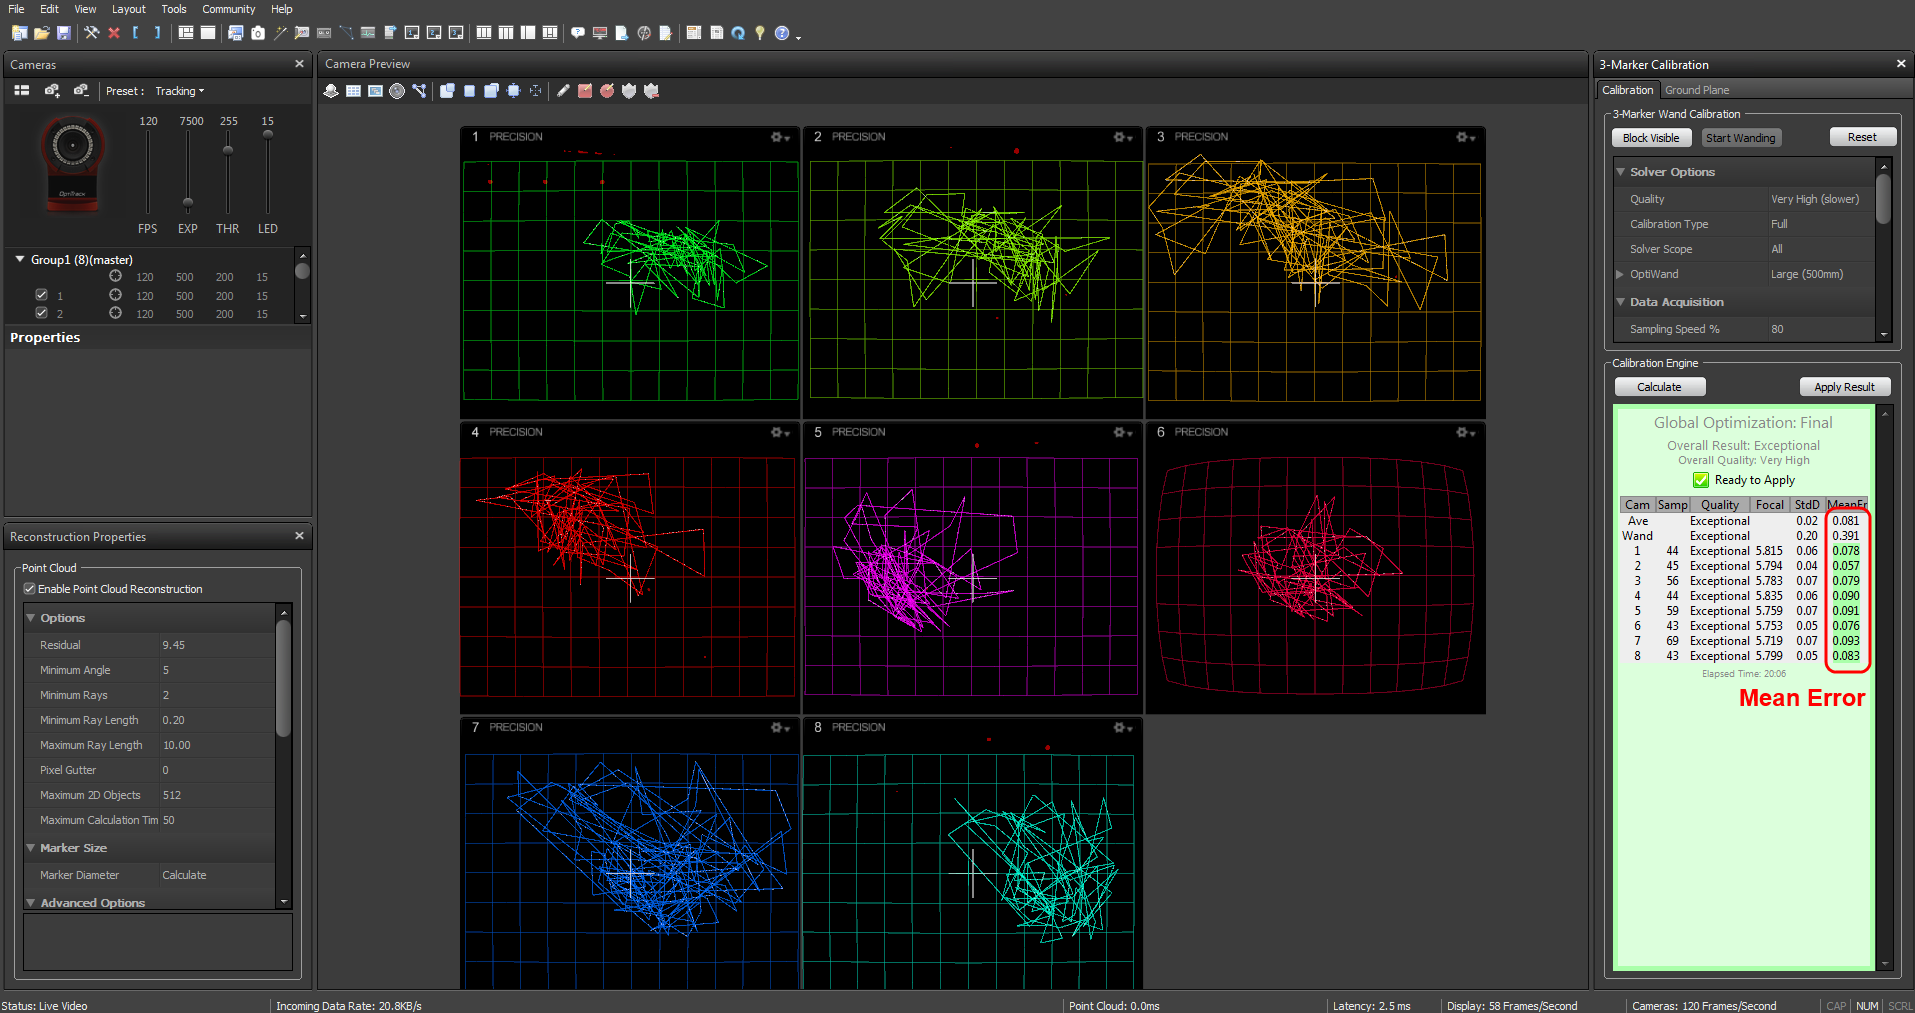 File Edit View Layout Tools Community Help
Cameras
Preset : Tracking
120 7500 255 15
OptiTrack
FPS EXP THR LED
Group1 (8)(master)
120 500 200 15
1 120 500 200 15
2 120 500 200 15
Properties
Reconstruction Properties
Point Cloud
Enable Point Cloud Reconstruction
Options
Residual 9.45
Minimum Angle 5
Minimum Rays 2
Minimum Ray Length 0.20
Maximum Ray Length 10.00
Pixel Gutter 0
Maximum 2D Objects 512
Maximum Calculation Tim 50
Marker Size
Marker Diameter Calculate
Advanced Options
Camera Preview
1 PRECISION
2 PRECISION
3 PRECISION
4 PRECISION
5 PRECISION
6 PRECISION
7 PRECISION
8 PRECISION
3-Marker Calibration
Calibration Ground Plane
3-Marker Wand Calibration
Block Visible Start Wanding Reset
Solver Options
Quality Very High (slower)
Calibration Type Full
Solver Scope All
OptiWand Large (500mm)
Data Acquisition
Sampling Speed % 80
Calibration Engine
Calculate Apply Result
Global Optimization: Final
Overall Result: Exceptional
Overall Quality: Very High
Ready to Apply
Cam Samp Quality Focal StdD MeanEr
Ave Exceptional 0.02 0.081
Wand Exceptional 0.20 0.391
1 44 Exceptional 5.815 0.06 0.078
2 45 Exceptional 5.794 0.04 0.057
3 56 Exceptional 5.783 0.07 0.079
4 44 Exceptional 5.835 0.06 0.090
5 59 Exceptional 5.759 0.07 0.091
6 43 Exceptional 5.753 0.05 0.076
7 69 Exceptional 5.719 0.07 0.093
8 43 Exceptional 5.799 0.05 0.083
Elapsed Time: 20:06
Mean Error
Status: Live Video Incoming Data Rate: 20.8KB/s Point Cloud: 0.0ms Latency: 2.5 ms Display: 58 Frames/Second Cameras: 120 Frames/Second CAP NUM SCRL